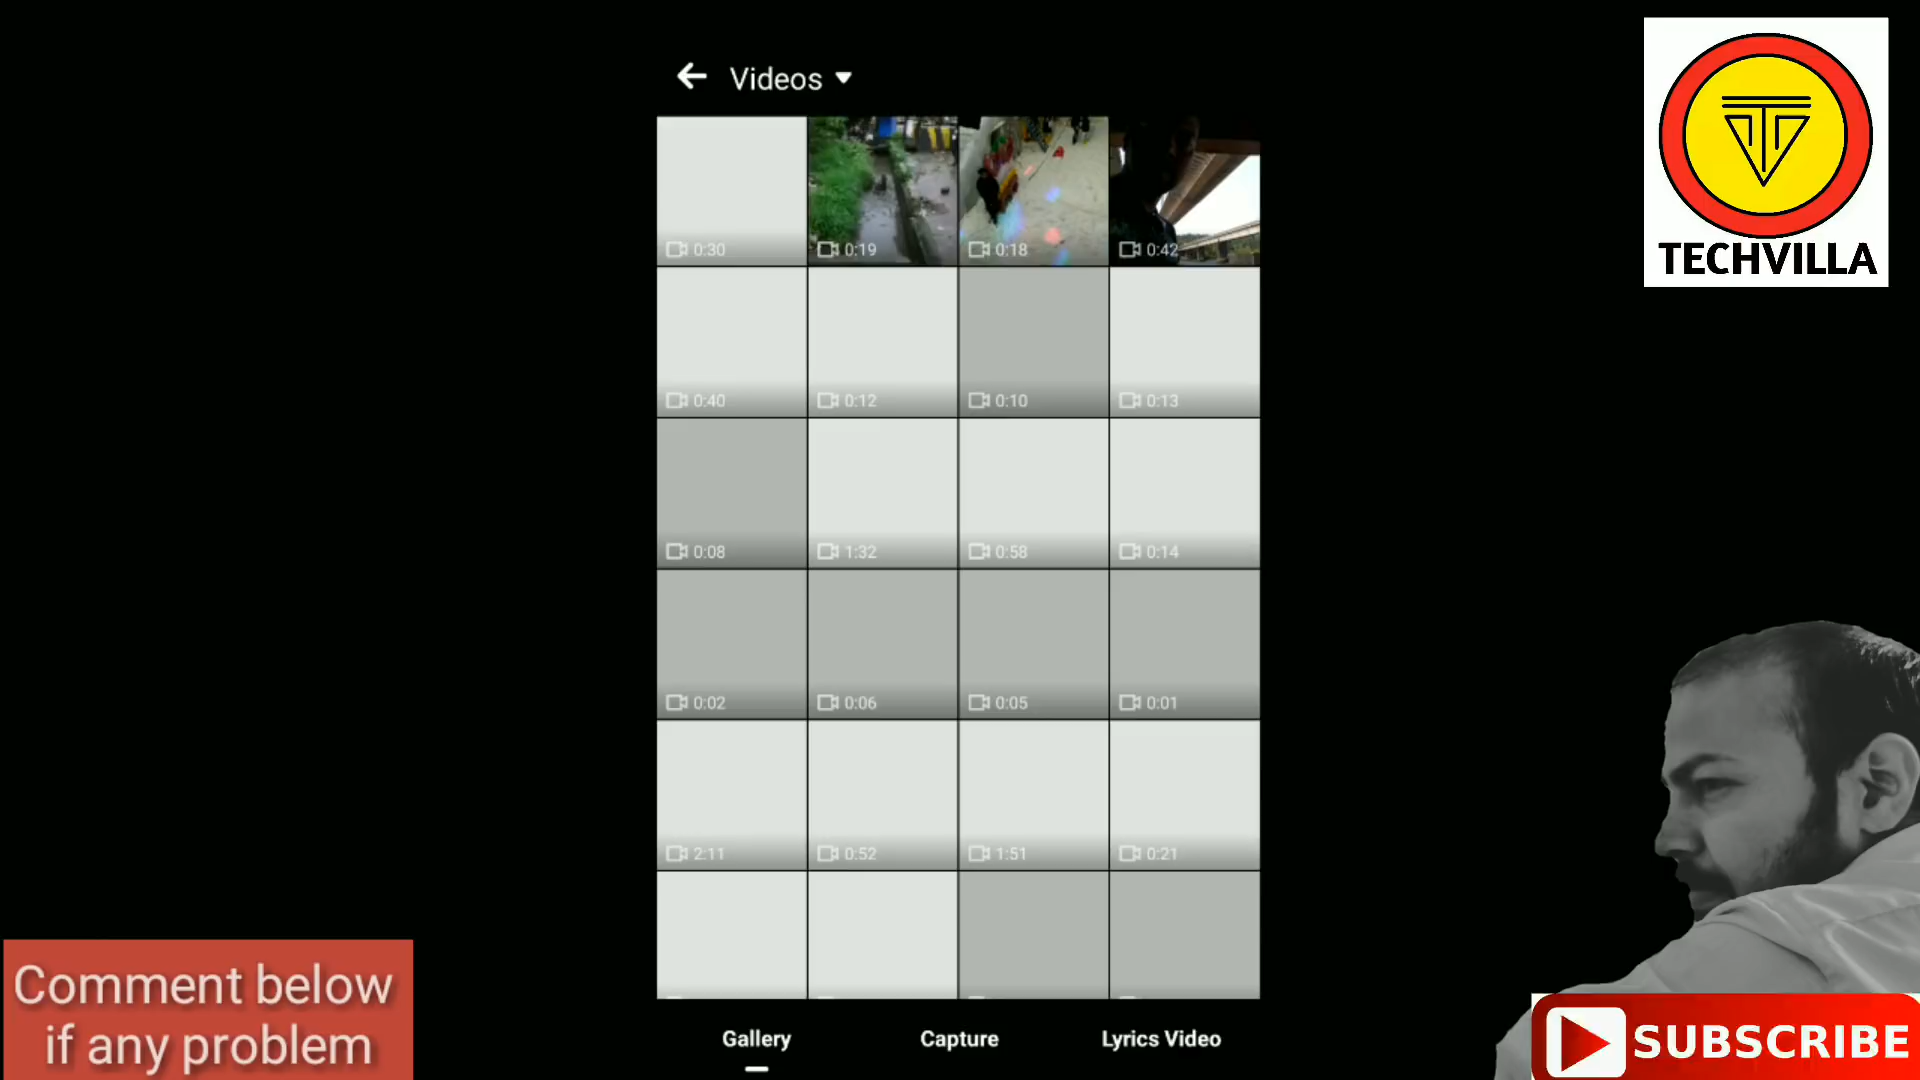 Videos
0:30
0:19
0:18
0:42
0:40
0:12
0:10
0:13
0:08
1:32
0:58
0:14
0:02
0:06
0:05
0:01
2:11
0:52
1:51
0:21
Gallery
Capture
Lyrics Video
TECHVILLA
Comment below
if any problem
SUBSCRIBE